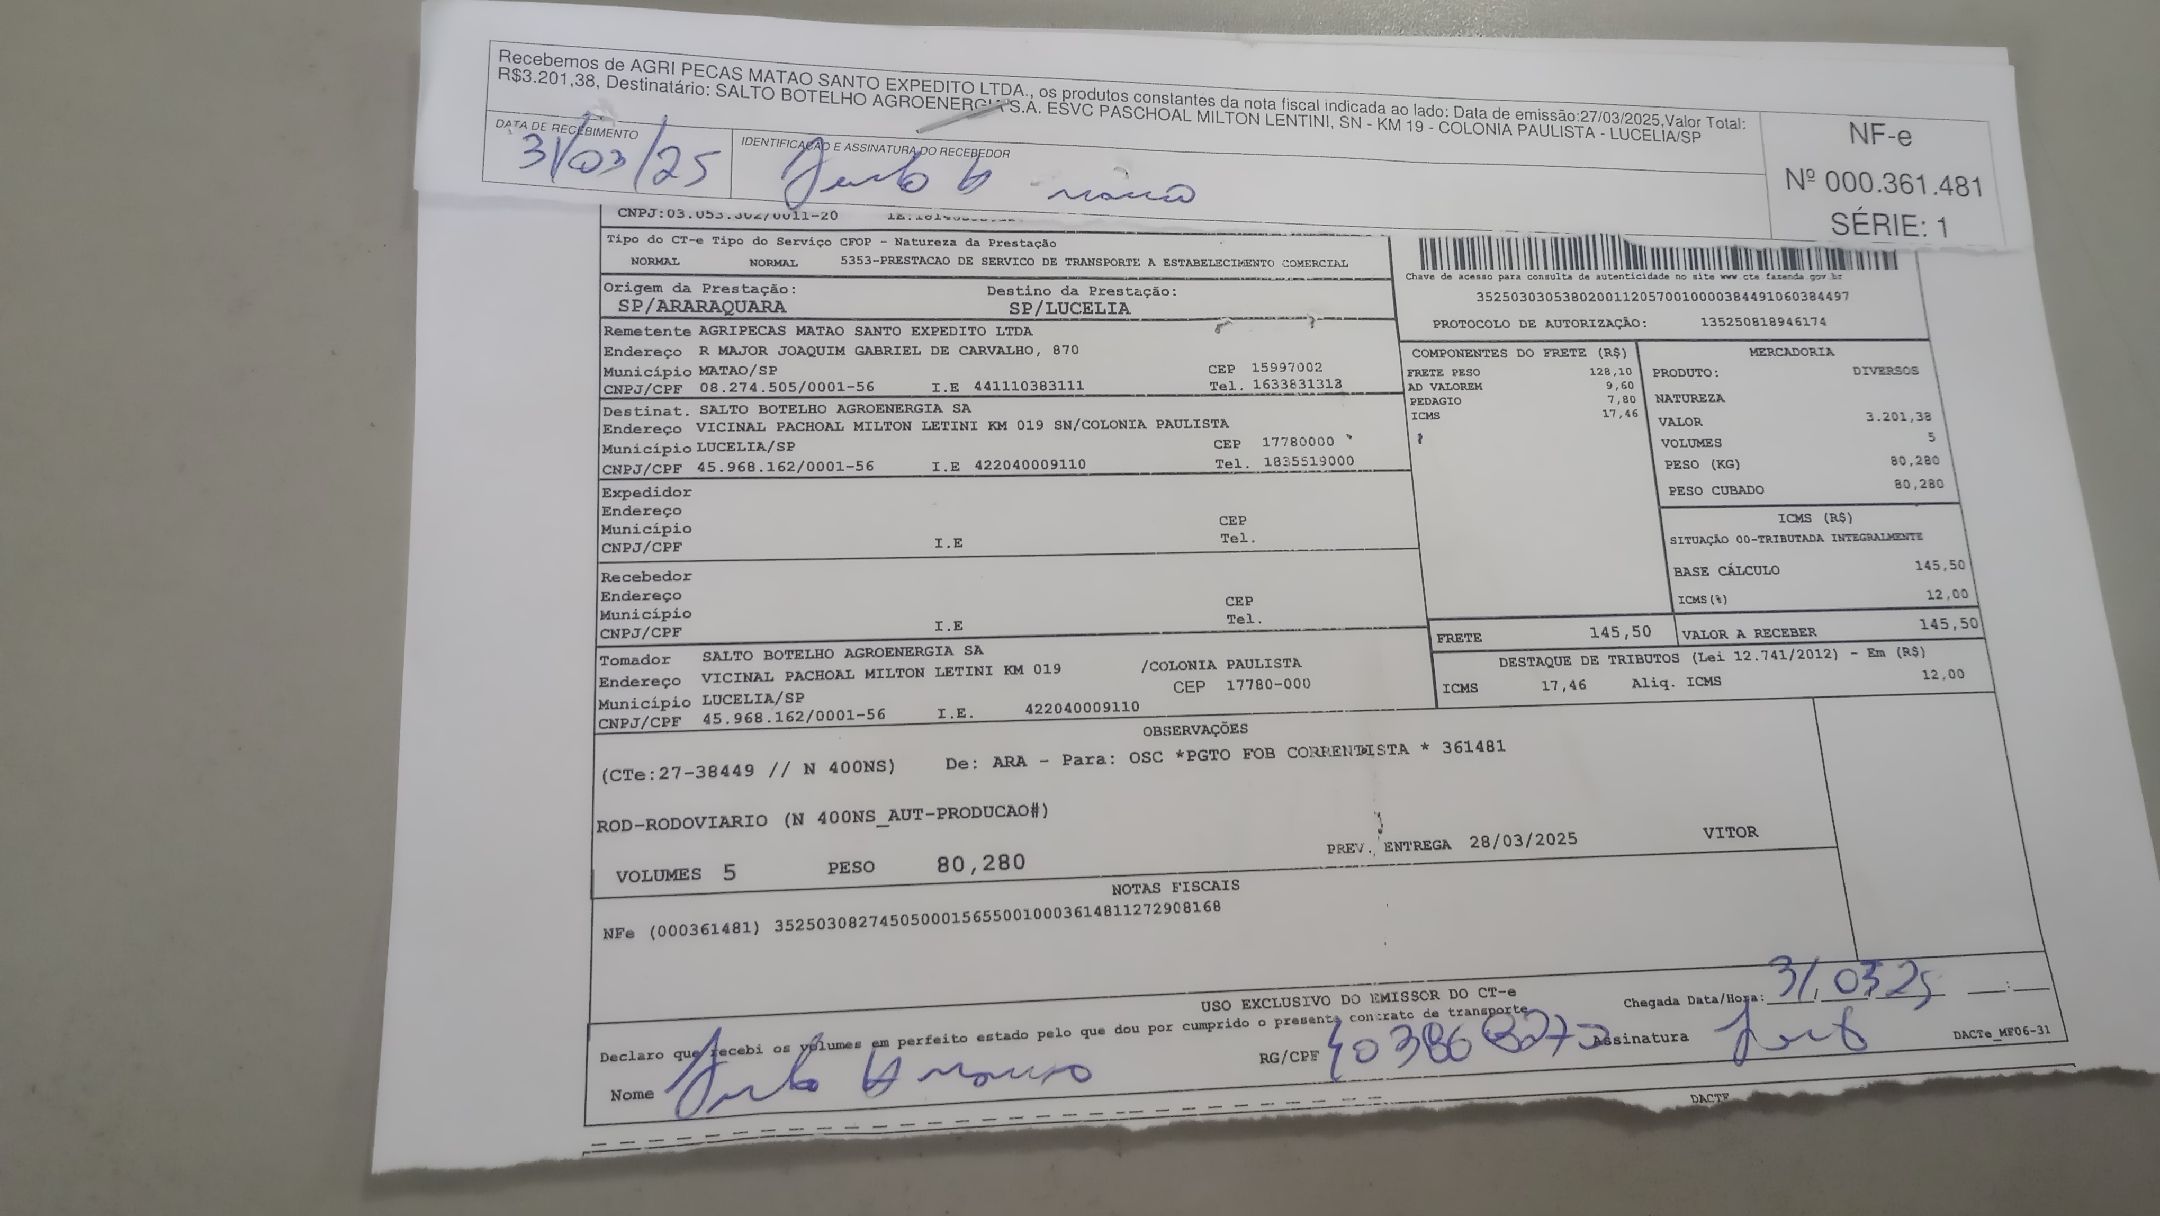 Recebemos de AGRI PECAS MATAO SANTO EXPEDITO LTDA., os produtos constantes da nota fiscal indicada ao lado: Data de emissão:27/03/2025,Valor Total:
R$3.201,38, Destinatário: SALTO BOTELHO AGROENERGIA S.A. ESVC PASCHOAL MILTON LENTINI, SN - KM 19 - COLONIA PAULISTA - LUCELIA/SP
NF-e
Nº 000.361.481
SÉRIE: 1
DATA DE RECEBIMENTO
31/03/25
IDENTIFICAÇÃO E ASSINATURA DO RECEBEDOR
CNPJ:03.053.302/0011-20
Tipo do CT-e Tipo do Serviço CFOP - Natureza da Prestação
NORMAL NORMAL 5353-PRESTACAO DE SERVICO DE TRANSPORTE A ESTABELECIMENTO COMERCIAL
Origem da Prestação: Destino da Prestação:
SP/ARARAQUARA SP/LUCELIA
Remetente AGRIPECAS MATAO SANTO EXPEDITO LTDA
Endereço R MAJOR JOAQUIM GABRIEL DE CARVALHO, 870
Município MATAO/SP CEP 15997002
CNPJ/CPF 08.274.505/0001-56 I.E 441110383111 Tel. 1633831313
Destinat. SALTO BOTELHO AGROENERGIA SA
Endereço VICINAL PACHOAL MILTON LETINI KM 019 SN/COLONIA PAULISTA
Município LUCELIA/SP CEP 17780000
CNPJ/CPF 45.968.162/0001-56 I.E 422040009110 Tel. 1835519000
Expedidor
Endereço
Município CEP
CNPJ/CPF I.E Tel.
Recebedor
Endereço
Município CEP
CNPJ/CPF I.E Tel.
Tomador SALTO BOTELHO AGROENERGIA SA
Endereço VICINAL PACHOAL MILTON LETINI KM 019 /COLONIA PAULISTA
Município LUCELIA/SP CEP 17780-000
CNPJ/CPF 45.968.162/0001-56 I.E. 422040009110
Chave de acesso para consulta de autenticidade no site www cte fazenda gov br
35250303053802001120570010000384491060384497
PROTOCOLO DE AUTORIZAÇÃO: 135250818946174
COMPONENTES DO FRETE (R$)
FRETE PESO 128,10
AD VALOREM 9,60
PEDAGIO 7,80
ICMS 17,46
MERCADORIA
PRODUTO: DIVERSOS
NATUREZA
VALOR 3.201,38
VOLUMES 5
PESO (KG) 80,280
PESO CUBADO 80,280
ICMS (R$)
SITUAÇÃO 00-TRIBUTADA INTEGRALMENTE
BASE CÁLCULO 145,50
ICMS(%) 12,00
FRETE 145,50 VALOR A RECEBER 145,50
DESTAQUE DE TRIBUTOS (Lei 12.741/2012) - Em (R$)
ICMS 17,46 Aliq. ICMS 12,00
OBSERVAÇÕES
(CTe:27-38449 // N 400NS) De: ARA - Para: OSC *PGTO FOB CORRENTISTA * 361481
ROD-RODOVIARIO (N 400NS_AUT-PRODUCAO#)
VOLUMES 5 PESO 80,280 PREV. ENTREGA 28/03/2025 VITOR
NOTAS FISCAIS
NFe (000361481) 35250308274505000156550010003614811272908168
USO EXCLUSIVO DO EMISSOR DO CT-e
Chegada Data/Hora: 31/0325
Declaro que recebi os volumes em perfeito estado pelo que dou por cumprido o presente contrato de transporte
Nome RG/CPF Assinatura DACTe_MF06-31
DACTE